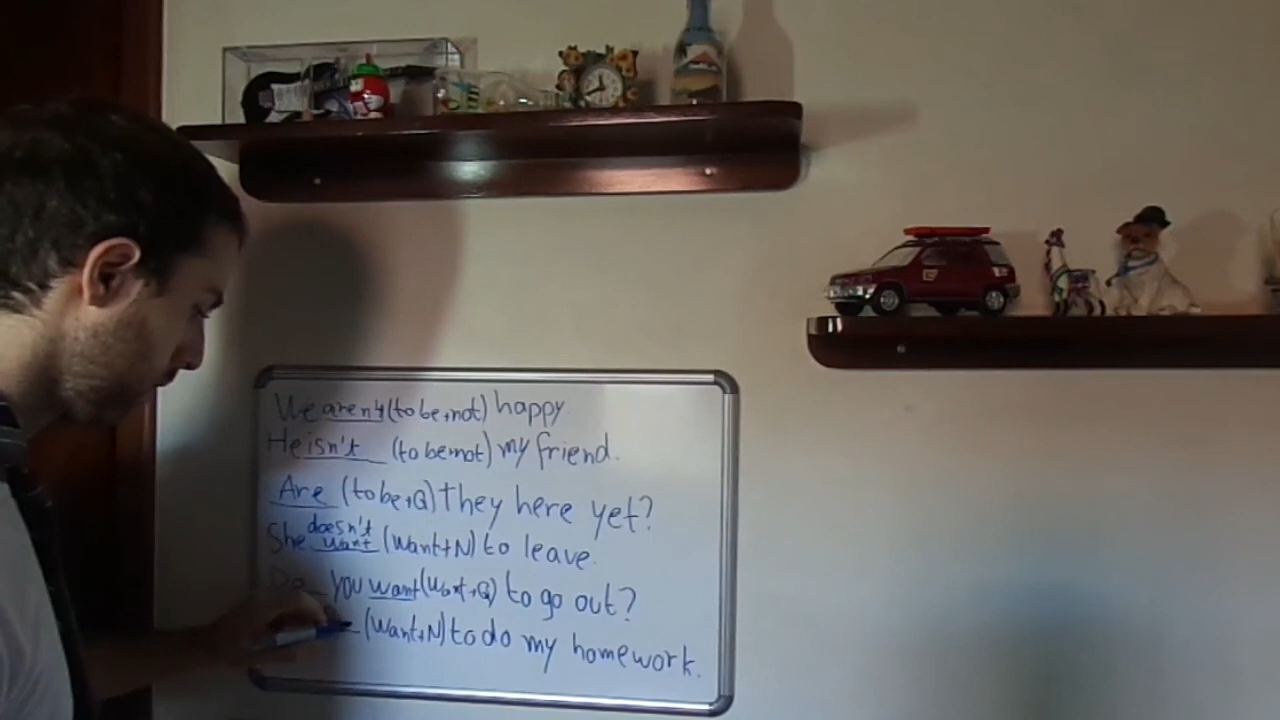 We aren't (to be+not) happy.
He isn't (to be+not) my friend.
Are (to be+Q) they here yet?
She doesn't want (want+N) to leave.
Do you want (want+Q) to go out?
(want+N) to do my homework.